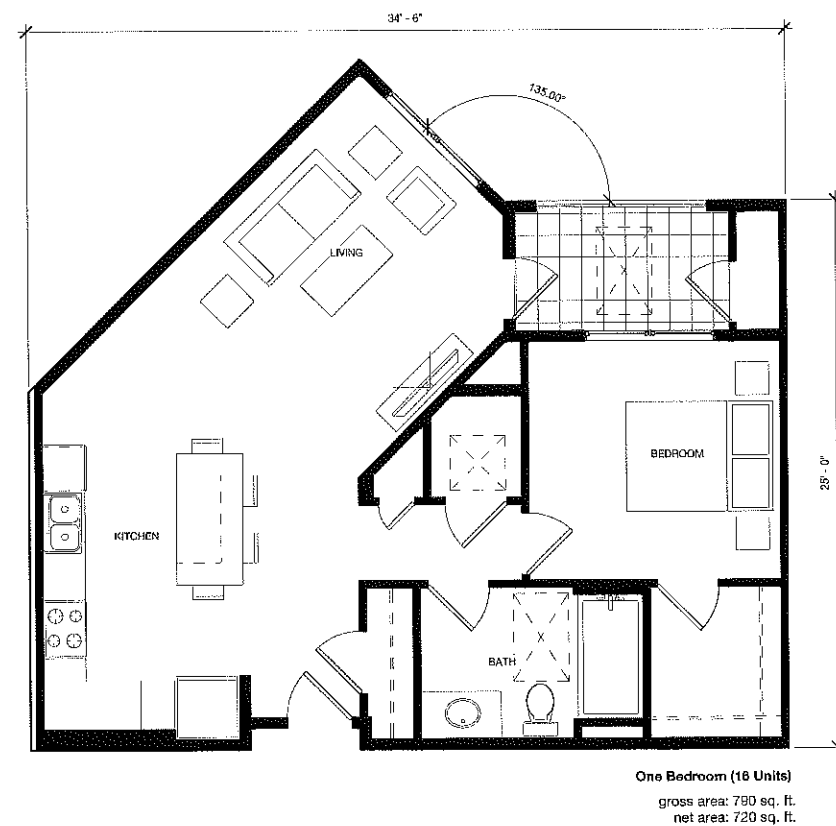 34' - 6"
135.00°
LIVING
25' - 0"
BEDROOM
KITCHEN
BATH
One Bedroom (16 Units)
gross area: 790 sq. ft.
net area: 720 sq. ft.